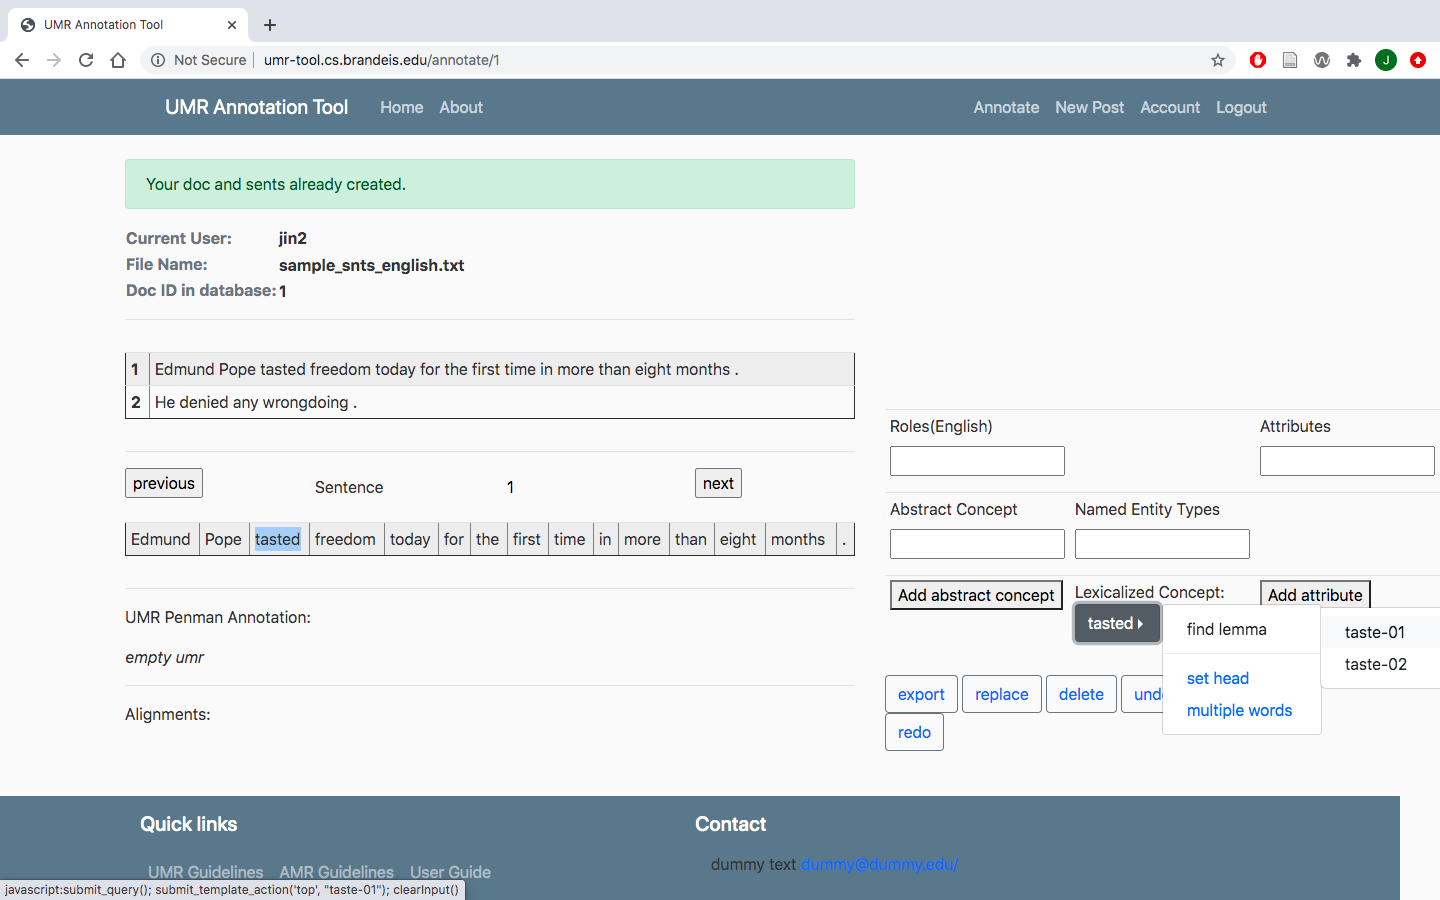 UMR Annotation Tool
Not Secure umr-tool.cs.brandeis.edu/annotate/1
J
UMR Annotation Tool Home About Annotate New Post Account Logout
Your doc and sents already created.
Current User: jin2
File Name: sample_snts_english.txt
Doc ID in database: 1
1 Edmund Pope tasted freedom today for the first time in more than eight months .
2 He denied any wrongdoing .
Roles(English) Attributes
previous Sentence 1 next
Abstract Concept Named Entity Types
Edmund Pope tasted freedom today for the first time in more than eight months .
Add abstract concept Lexicalized Concept: Add attribute
tasted find lemma taste-01
taste-02
set head
multiple words
UMR Penman Annotation:
empty umr
export replace delete und
redo
Alignments:
Quick links Contact
UMR Guidelines AMR Guidelines User Guide dummy text dummy@dummy.edu/
javascript:submit_query(); submit_template_action('top', "taste-01"); clearInput()